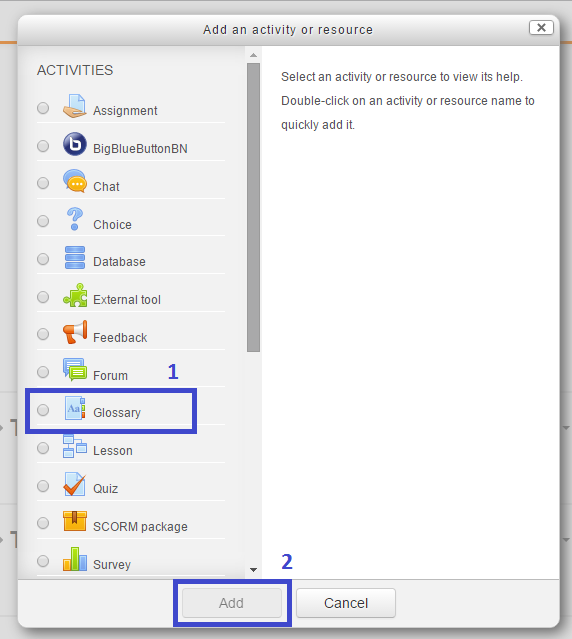 Add an activity or resource
ACTIVITIES
Assignment
BigBlueButtonBN
Chat
Choice
Database
External tool
Feedback
Forum
1
Glossary
Lesson
Quiz
SCORM package
Survey
Select an activity or resource to view its help.
Double-click on an activity or resource name to
quickly add it.
2
Add
Cancel